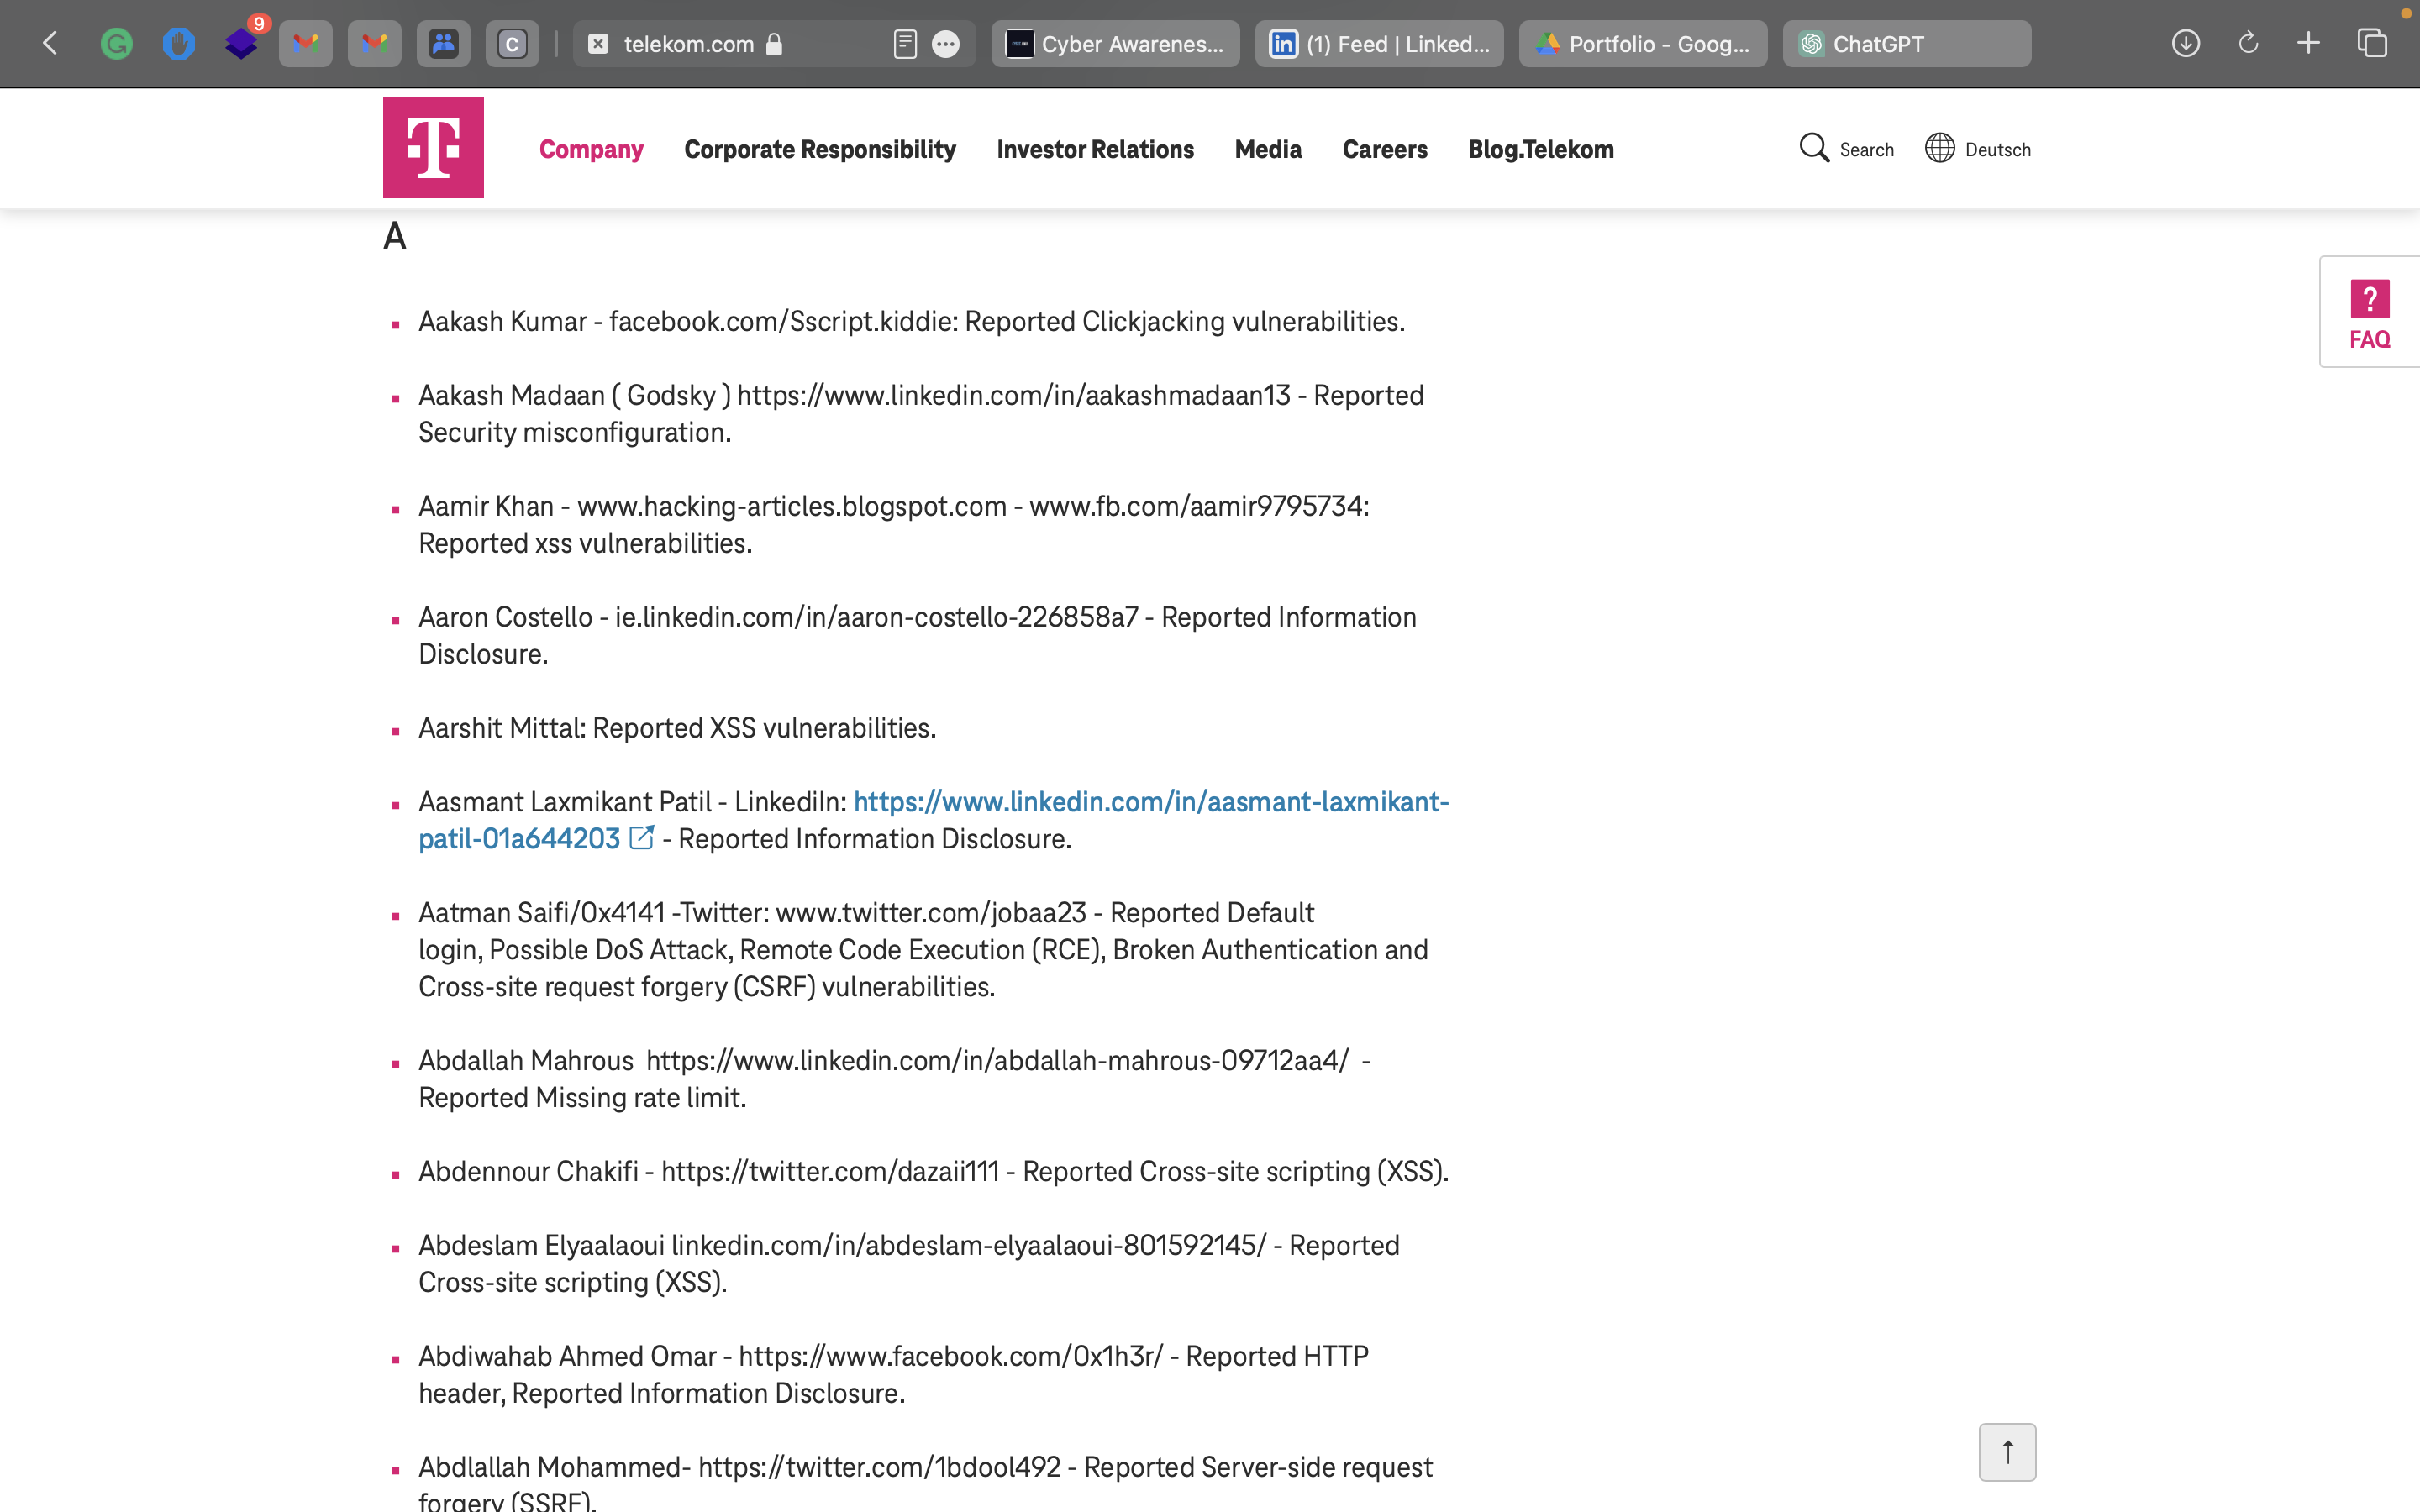 9
C
telekom.com
Cyber Awarenes...
(1) Feed | Linked...
Portfolio - Goog...
ChatGPT
T
Company
Corporate Responsibility
Investor Relations
Media
Careers
Blog.Telekom
Search
Deutsch
A
? 
FAQ
Aakash Kumar - facebook.com/Sscript.kiddie: Reported Clickjacking vulnerabilities.
Aakash Madaan ( Godsky ) https://www.linkedin.com/in/aakashmadaan13 - Reported
Security misconfiguration.
Aamir Khan - www.hacking-articles.blogspot.com - www.fb.com/aamir9795734:
Reported xss vulnerabilities.
Aaron Costello - ie.linkedin.com/in/aaron-costello-226858a7 - Reported Information
Disclosure.
Aarshit Mittal: Reported XSS vulnerabilities.
Aasmant Laxmikant Patil - LinkediIn: https://www.linkedin.com/in/aasmant-laxmikant-
patil-01a644203 - Reported Information Disclosure.
Aatman Saifi/0x4141 -Twitter: www.twitter.com/jobaa23 - Reported Default
login, Possible DoS Attack, Remote Code Execution (RCE), Broken Authentication and
Cross-site request forgery (CSRF) vulnerabilities.
Abdallah Mahrous  https://www.linkedin.com/in/abdallah-mahrous-09712aa4/  -
Reported Missing rate limit.
Abdennour Chakifi - https://twitter.com/dazaii111 - Reported Cross-site scripting (XSS).
Abdeslam Elyaalaoui linkedin.com/in/abdeslam-elyaalaoui-801592145/ - Reported
Cross-site scripting (XSS).
Abdiwahab Ahmed Omar - https://www.facebook.com/0x1h3r/ - Reported HTTP
header, Reported Information Disclosure.
Abdlallah Mohammed- https://twitter.com/1bdool492 - Reported Server-side request
forgery (SSRF).